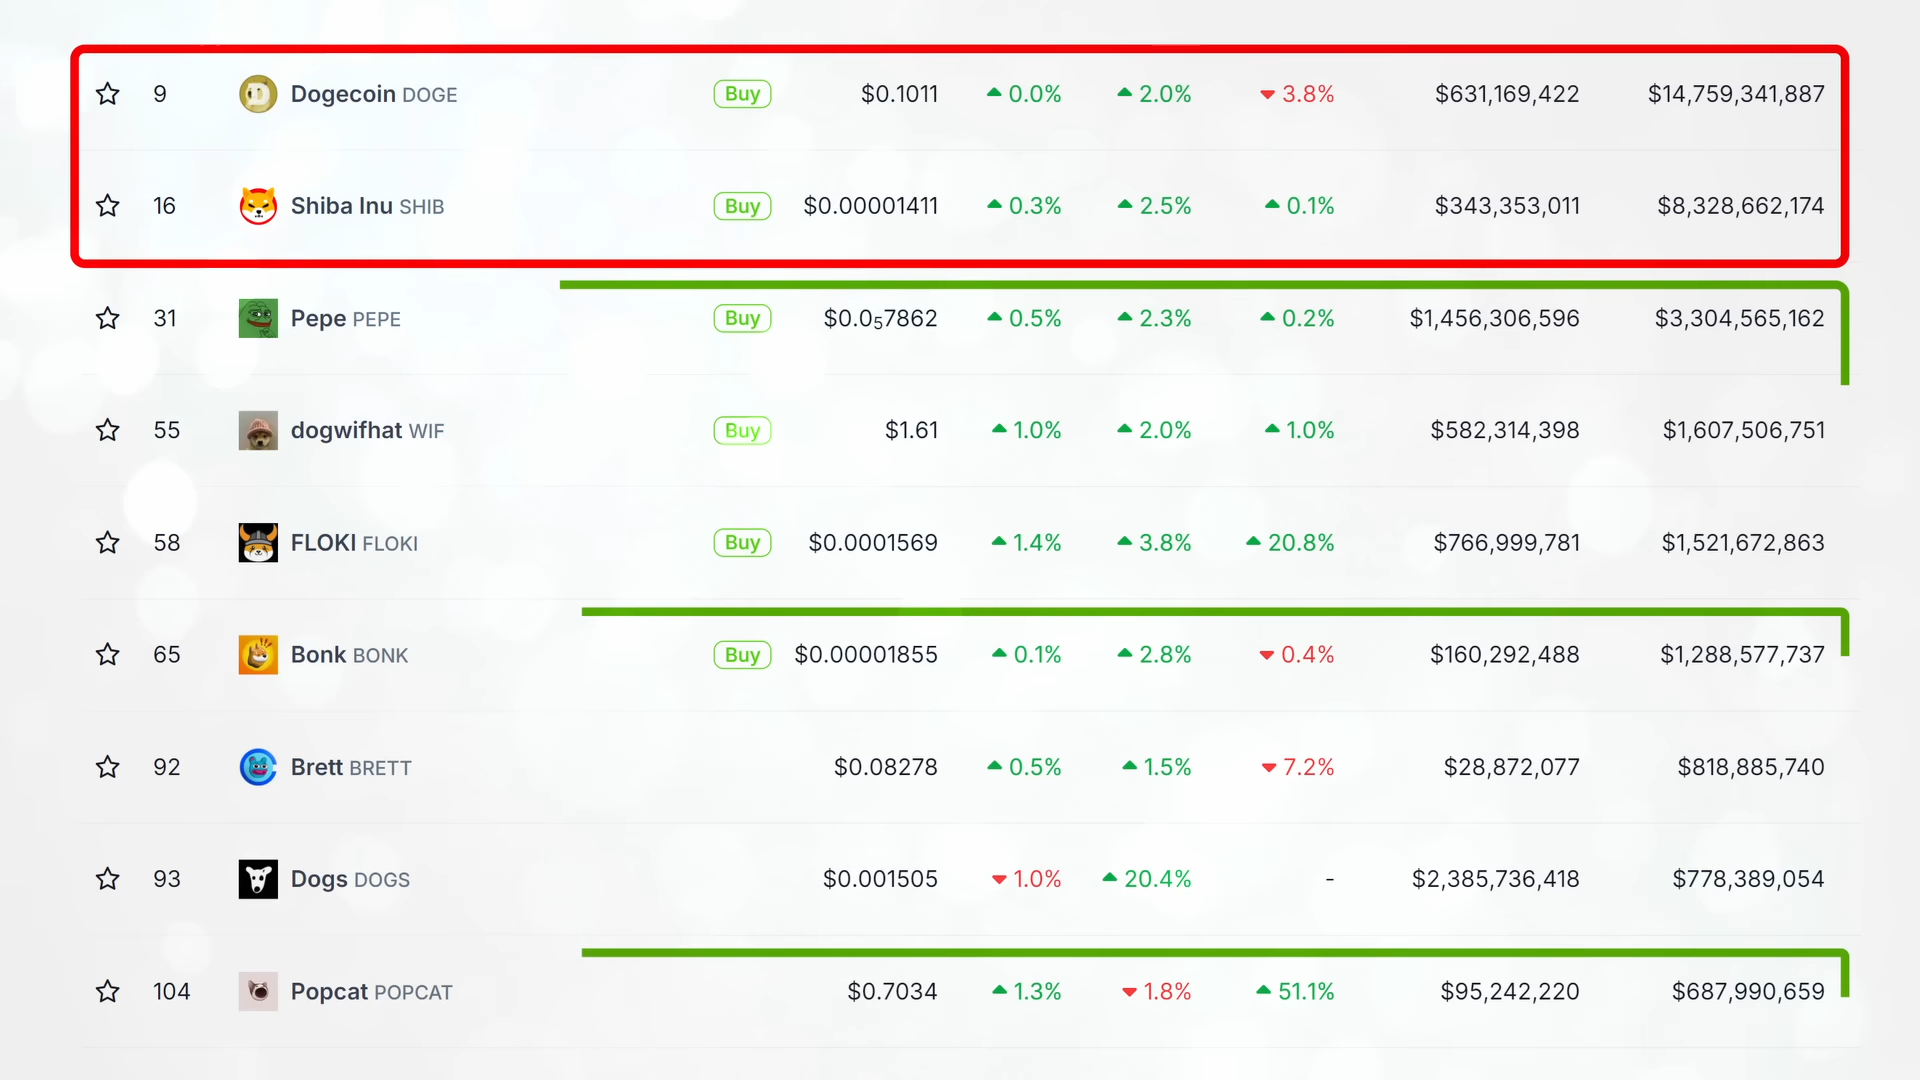 9 Dogecoin DOGE Buy $0.1011 0.0% 2.0% 3.8% $631,169,422 $14,759,341,887
16 Shiba Inu SHIB Buy $0.00001411 0.3% 2.5% 0.1% $343,353,011 $8,328,662,174
31 Pepe PEPE Buy $0.0₅7862 0.5% 2.3% 0.2% $1,456,306,596 $3,304,565,162
55 dogwifhat WIF Buy $1.61 1.0% 2.0% 1.0% $582,314,398 $1,607,506,751
58 FLOKI FLOKI Buy $0.0001569 1.4% 3.8% 20.8% $766,999,781 $1,521,672,863
65 Bonk BONK Buy $0.00001855 0.1% 2.8% 0.4% $160,292,488 $1,288,577,737
92 Brett BRETT $0.08278 0.5% 1.5% 7.2% $28,872,077 $818,885,740
93 Dogs DOGS $0.001505 1.0% 20.4% - $2,385,736,418 $778,389,054
104 Popcat POPCAT $0.7034 1.3% 1.8% 51.1% $95,242,220 $687,990,659